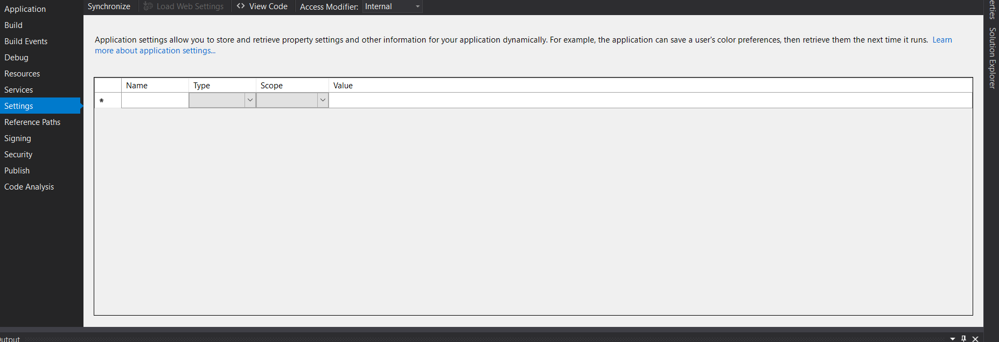 Application
Build
Build Events
Debug
Resources
Services
Settings
Reference Paths
Signing
Security
Publish
Code Analysis
Synchronize
Load Web Settings
<> View Code
Access Modifier:
Internal
Application settings allow you to store and retrieve property settings and other information for your application dynamically. For example, the application can save a user's color preferences, then retrieve them the next time it runs. Learn
more about application settings...
Name Type Scope Value
*
erties
Solution Explorer
Output